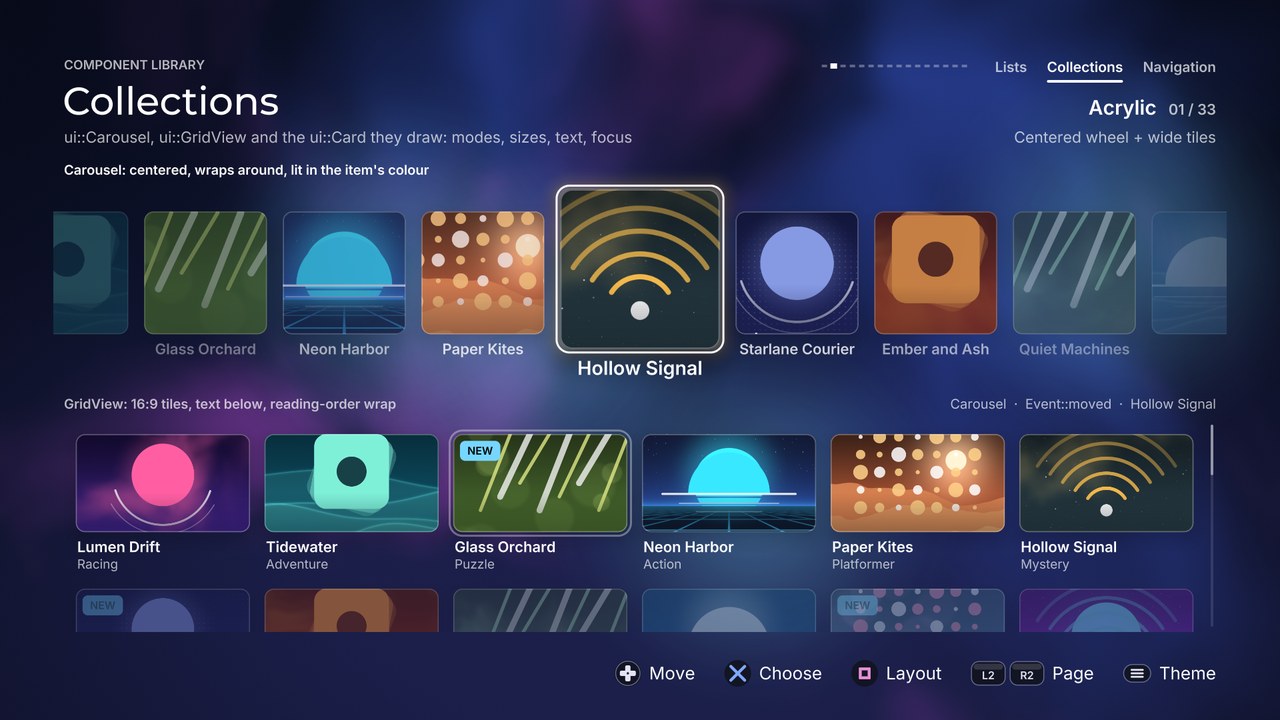 COMPONENT LIBRARY
Lists Collections Navigation
Collections
Acrylic 01 / 33
ui::Carousel, ui::GridView and the ui::Card they draw: modes, sizes, text, focus
Centered wheel + wide tiles
Carousel: centered, wraps around, lit in the item's colour
Glass Orchard
Neon Harbor
Paper Kites
Hollow Signal
Starlane Courier
Ember and Ash
Quiet Machines
GridView: 16:9 tiles, text below, reading-order wrap
Carousel · Event::moved · Hollow Signal
NEW
Lumen Drift
Racing
Tidewater
Adventure
Glass Orchard
Puzzle
Neon Harbor
Action
Paper Kites
Platformer
Hollow Signal
Mystery
NEW
NEW
Move
Choose
Layout
L2 R2 Page
Theme